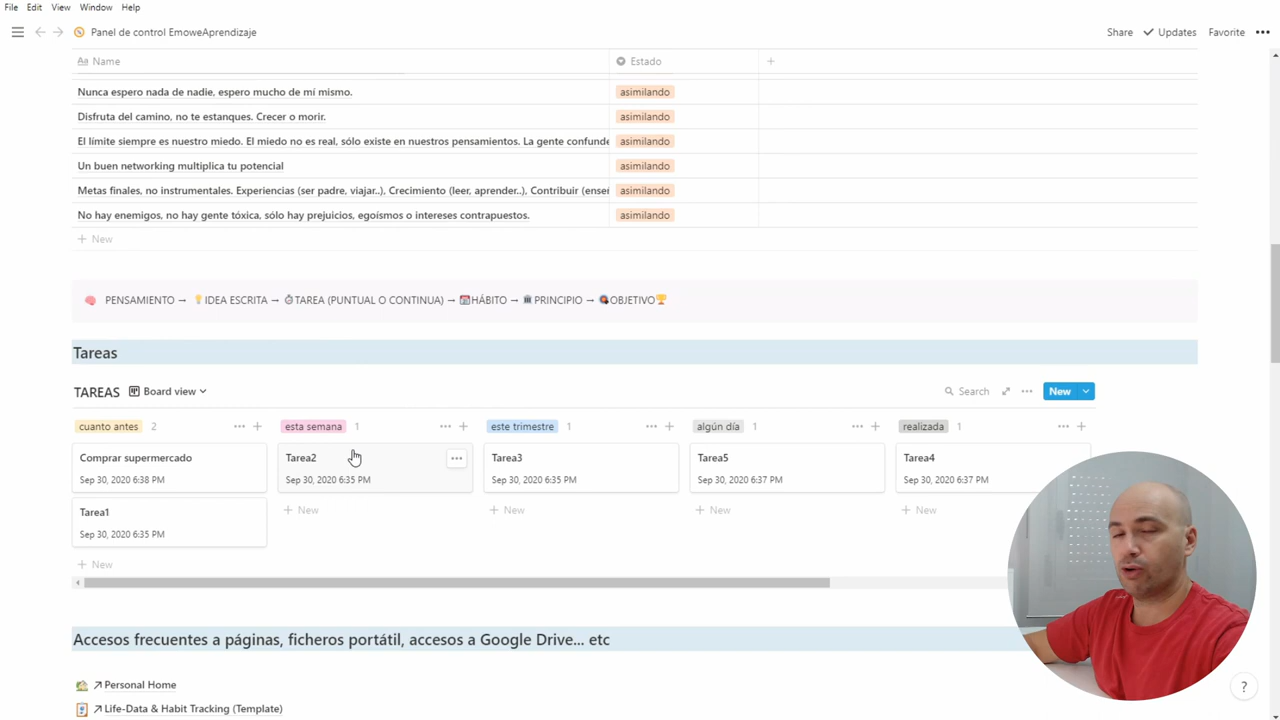 File Edit View Window Help
Panel de control EmoweAprendizaje Share Updates Favorite
Aa Name Estado
Nunca espero nada de nadie, espero mucho de mí mismo. asimilando
Disfruta del camino, no te estanques. Crecer o morir. asimilando
El límite siempre es nuestro miedo. El miedo no es real, sólo existe en nuestros pensamientos. La gente confunde asimilando
Un buen networking multiplica tu potencial asimilando
Metas finales, no instrumentales. Experiencias (ser padre, viajar..), Crecimiento (leer, aprender..), Contribuir (enseñ asimilando
No hay enemigos, no hay gente tóxica, sólo hay prejuicios, egoísmos o intereses contrapuestos. asimilando
+ New
PENSAMIENTO → IDEA ESCRITA → TAREA (PUNTUAL O CONTINUA) → HÁBITO → PRINCIPIO → OBJETIVO
Tareas
TAREAS Board view Search New
cuanto antes 2 esta semana 1 este trimestre 1 algún día 1 realizada 1
Comprar supermercado Tarea2 Tarea3 Tarea5 Tarea4
Sep 30, 2020 6:38 PM Sep 30, 2020 6:35 PM Sep 30, 2020 6:35 PM Sep 30, 2020 6:37 PM Sep 30, 2020 6:37 PM
Tarea1 + New + New + New + New
Sep 30, 2020 6:35 PM
+ New
Accesos frecuentes a páginas, ficheros portátil, accesos a Google Drive... etc
Personal Home
Life-Data & Habit Tracking (Template)
?